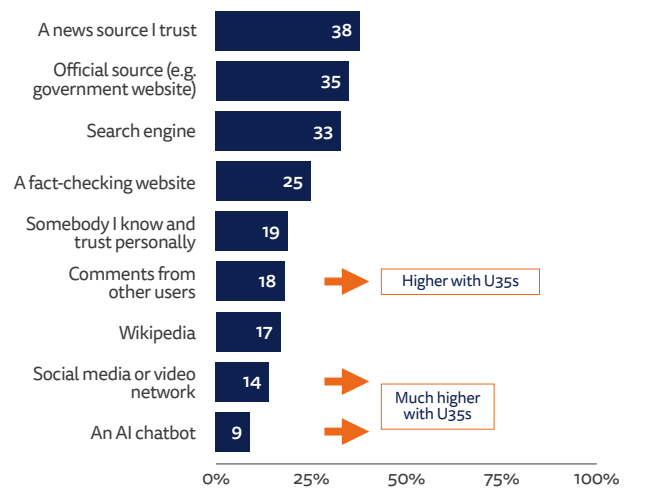 A news source I trust
38
Official source (e.g.
government website)
35
Search engine
33
A fact-checking website
25
Somebody I know and
trust personally
19
Comments from
other users
18
Higher with U35s
Wikipedia
17
Social media or video
network
14
Much higher
with U35s
An AI chatbot
9
0% 25% 50% 75% 100%